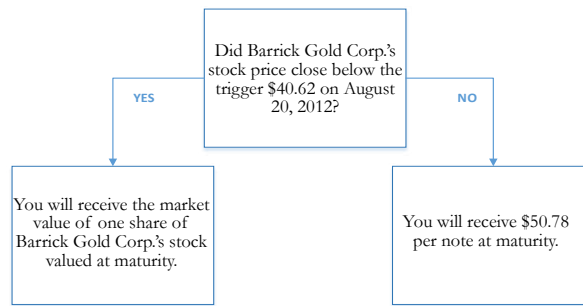 Did Barrick Gold Corp.'s
stock price close below the
trigger $40.62 on August
20, 2012?
YES
NO
You will receive the market
value of one share of
Barrick Gold Corp.'s stock
valued at maturity.
You will receive $50.78
per note at maturity.